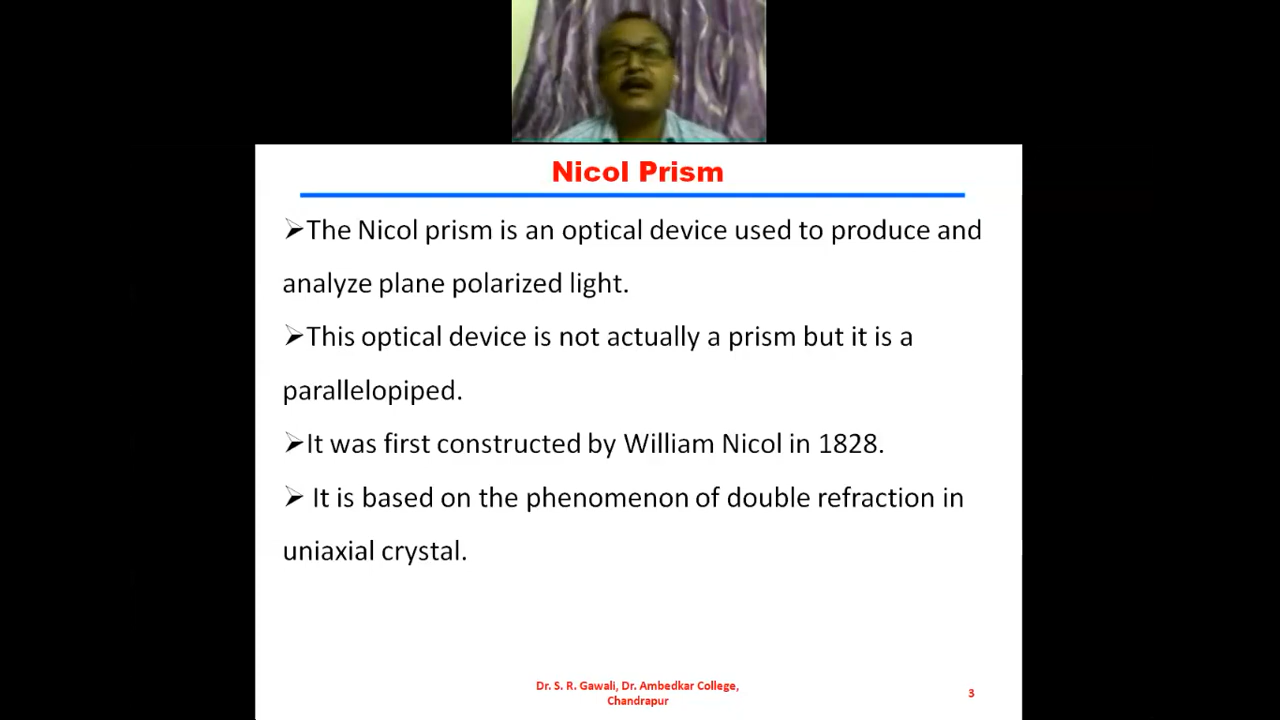 Nicol Prism
➢The Nicol prism is an optical device used to produce and
analyze plane polarized light.
➢This optical device is not actually a prism but it is a
parallelopiped.
➢It was first constructed by William Nicol in 1828.
➢ It is based on the phenomenon of double refraction in
uniaxial crystal.
Dr. S. R. Gawali, Dr. Ambedkar College,
Chandrapur
3